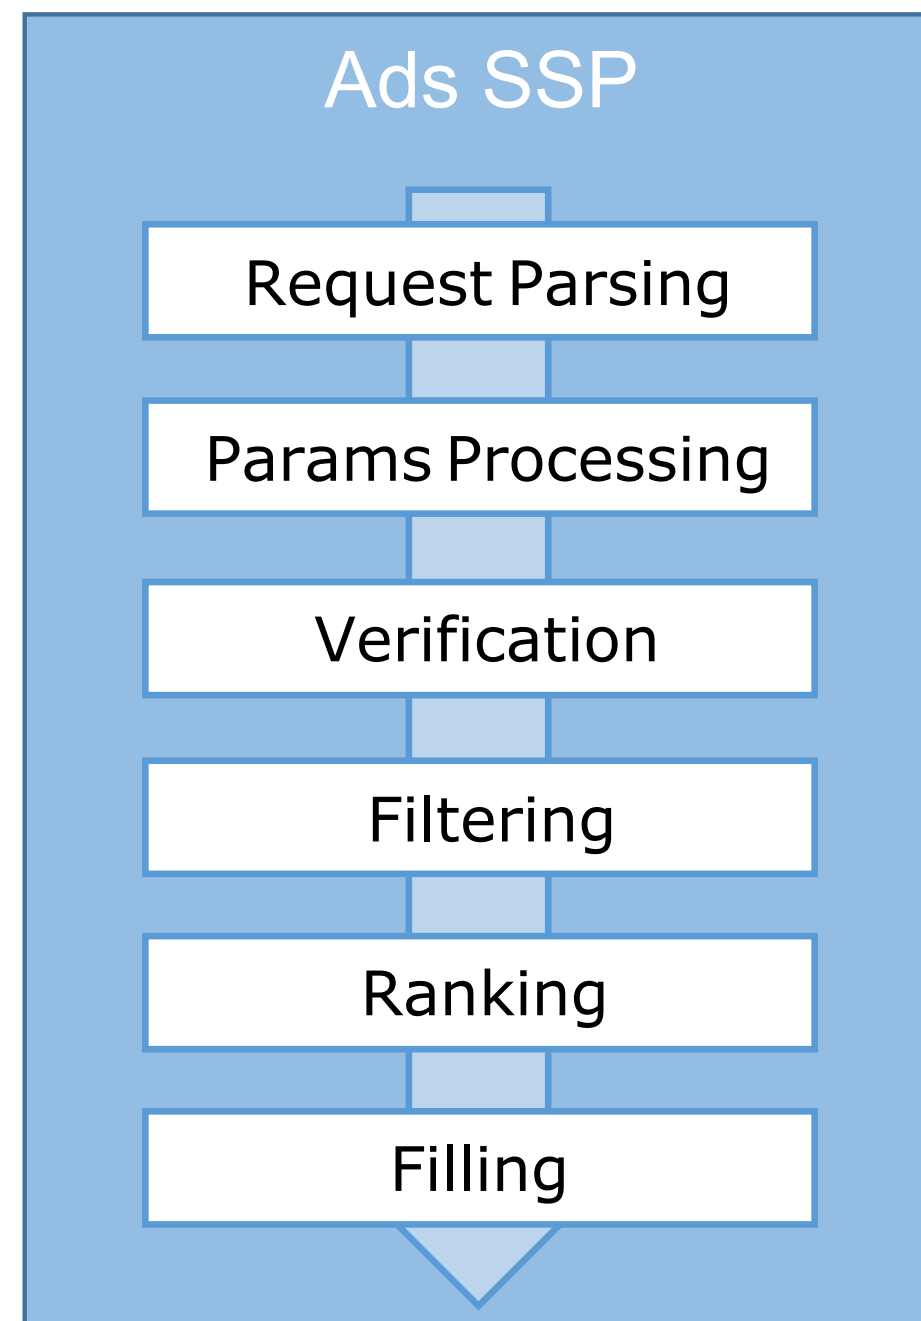 Ads SSP
Request Parsing
Params Processing
Verification
Filtering
Ranking
Filling